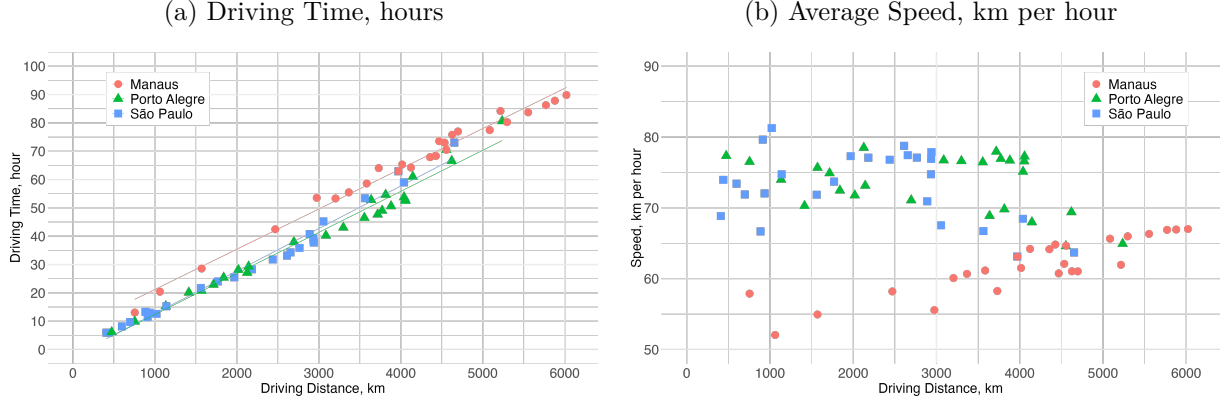 (a) Driving Time, hours
100
90
80
70
60
50
40
30
20
10
0
Driving Time, hour
Manaus
Porto Alegre
São Paulo
0 1000 2000 3000 4000 5000 6000
Driving Distance, km
(b) Average Speed, km per hour
90
80
70
60
50
Speed, km per hour
Manaus
Porto Alegre
São Paulo
0 1000 2000 3000 4000 5000 6000
Driving Distance, km